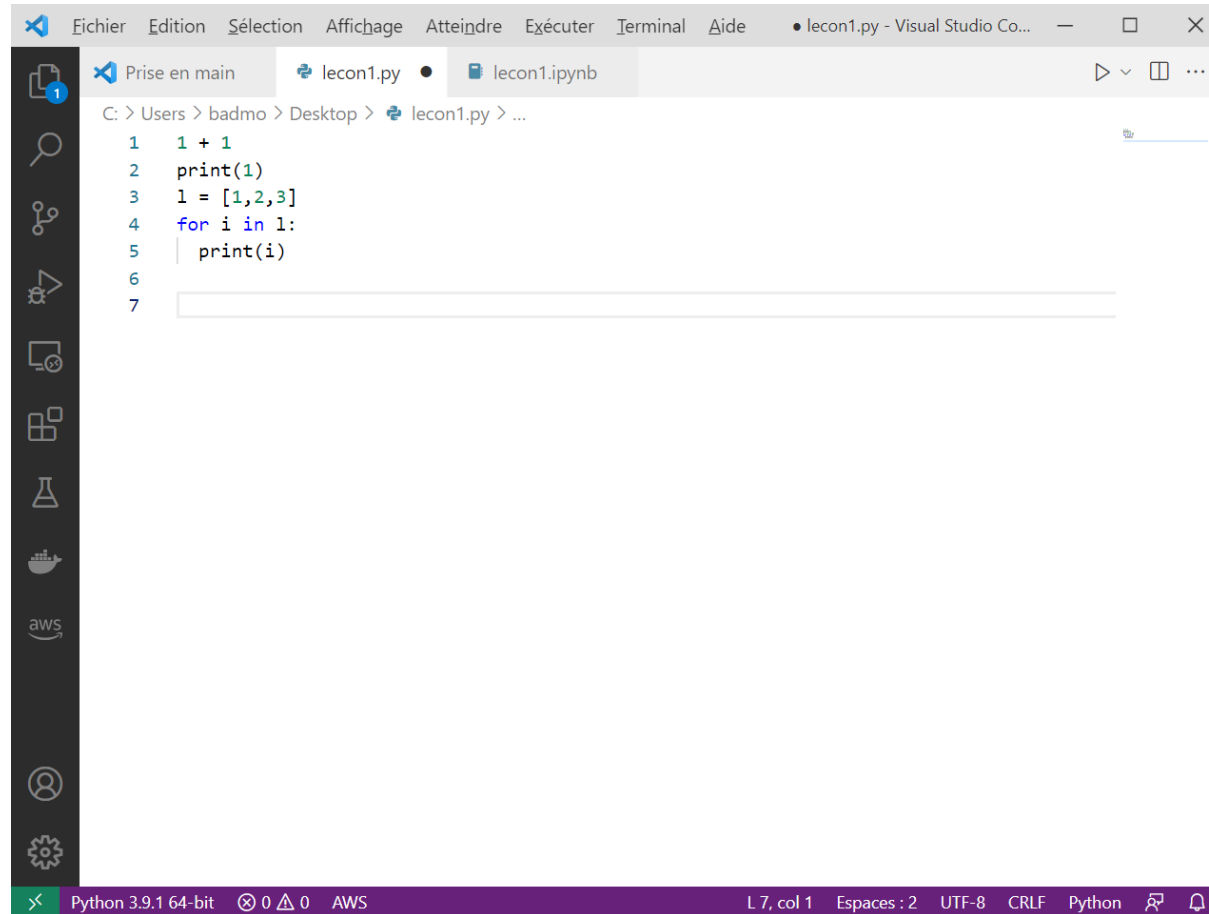 Fichier Edition Sélection Affichage Atteindre Exécuter Terminal Aide ● lecon1.py - Visual Studio Co...
Prise en main lecon1.py ● lecon1.ipynb
1
C: > Users > badmo > Desktop > lecon1.py > ...
1 1 + 1
2 print(1)
3 l = [1,2,3]
4 for i in l:
5 print(i)
6
7
aws
Python 3.9.1 64-bit 0 0 AWS L 7, col 1 Espaces : 2 UTF-8 CRLF Python